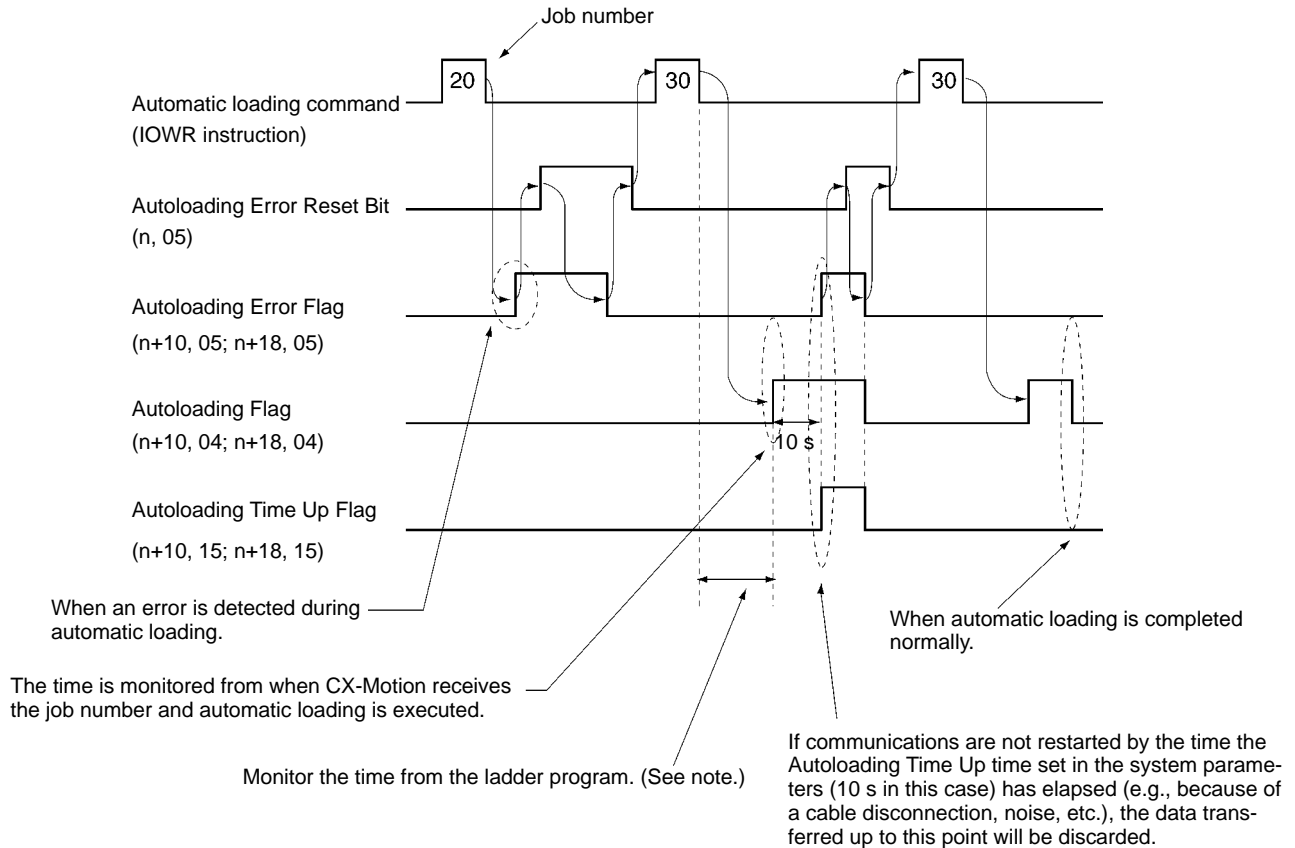 Job number
20
30
30
Automatic loading command
(IOWR instruction)
Autoloading Error Reset Bit
(n, 05)
Autoloading Error Flag
(n+10, 05; n+18, 05)
Autoloading Flag
(n+10, 04; n+18, 04)
10 s
Autoloading Time Up Flag
(n+10, 15; n+18, 15)
When an error is detected during
automatic loading.
When automatic loading is completed
normally.
The time is monitored from when CX-Motion receives
the job number and automatic loading is executed.
Monitor the time from the ladder program. (See note.)
If communications are not restarted by the time the
Autoloading Time Up time set in the system parame-
ters (10 s in this case) has elapsed (e.g., because of
a cable disconnection, noise, etc.), the data trans-
ferred up to this point will be discarded.